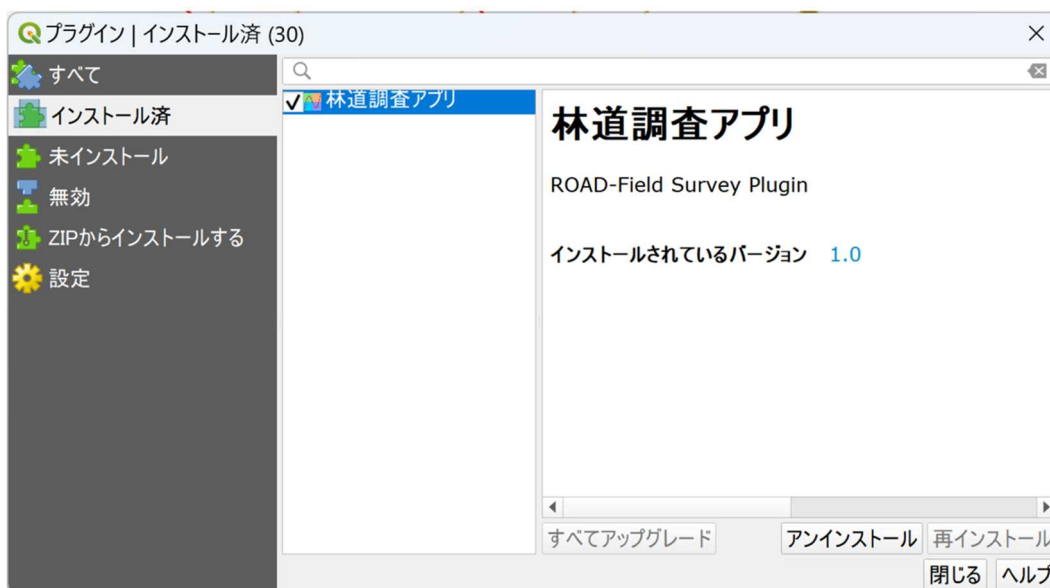 プラグイン | インストール済 (30)
すべて
インストール済
未インストール
無効
ZIPからインストールする
設定
林道調査アプリ
林道調査アプリ
ROAD-Field Survey Plugin
インストールされているバージョン 1.0
すべてアップグレード アンインストール 再インストール
閉じる ヘルプ